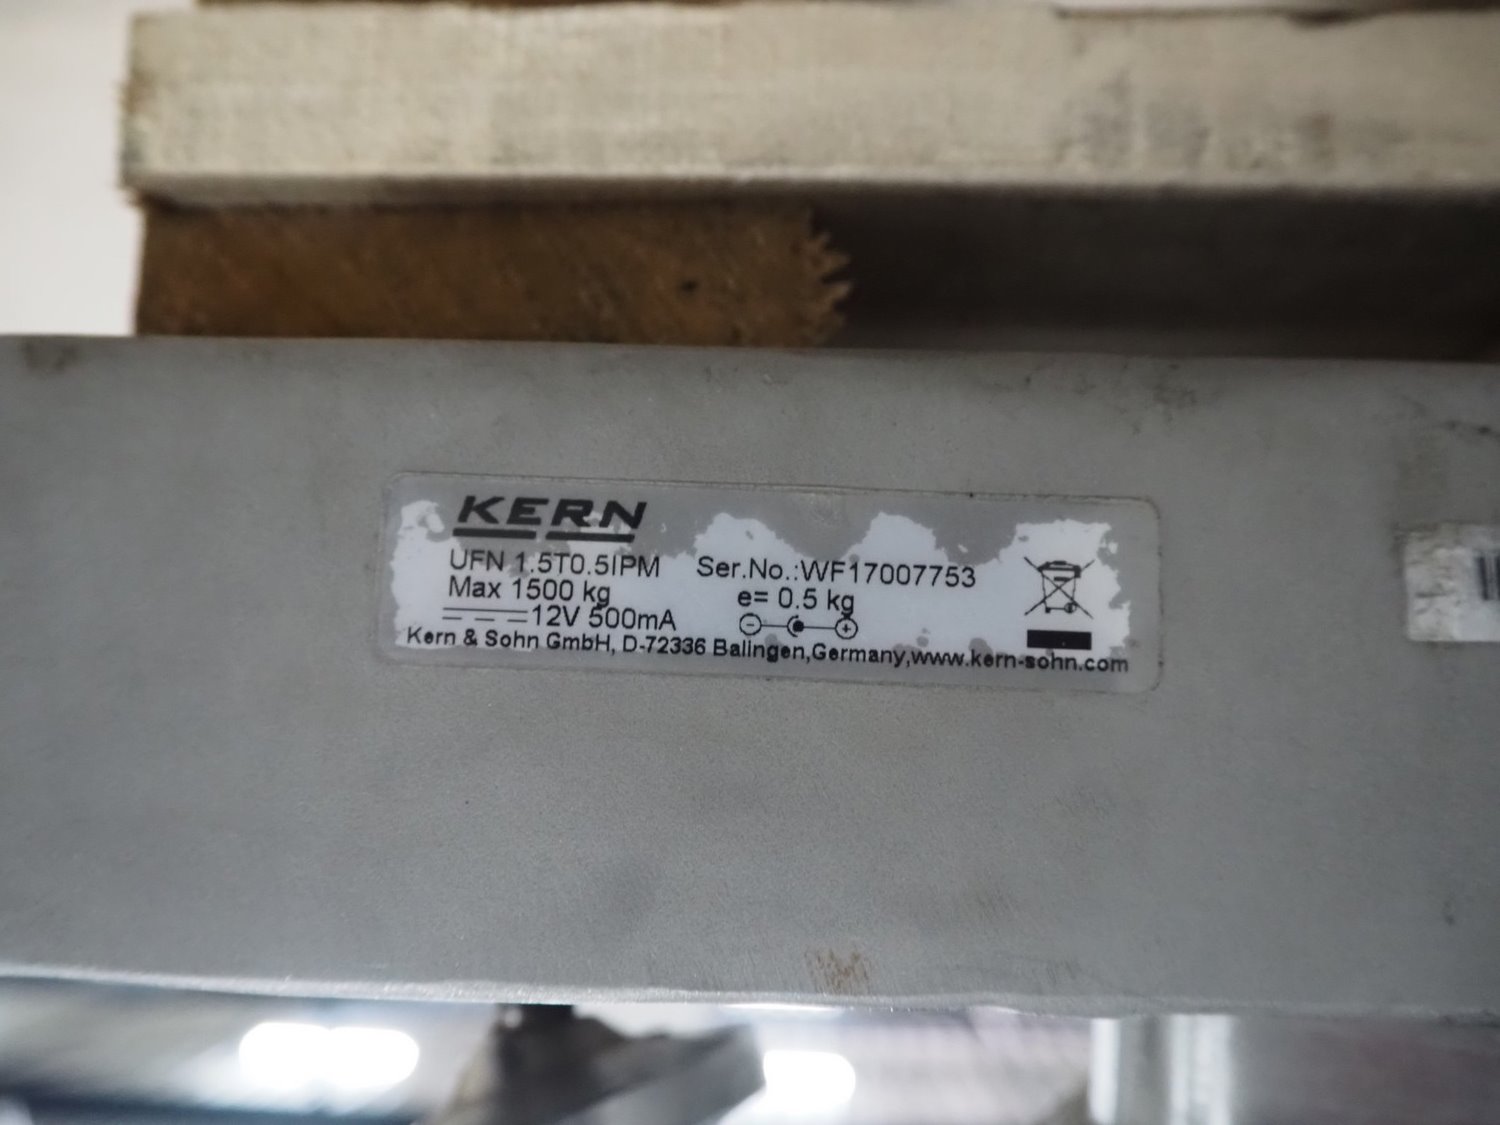 KERN
UFN 1.5T0.5IPM Ser.No.:WF17007753
Max 1500 kg e= 0.5 kg
12V 500mA
Kern & Sohn GmbH, D-72336 Balingen,Germany,www.kern-sohn.com